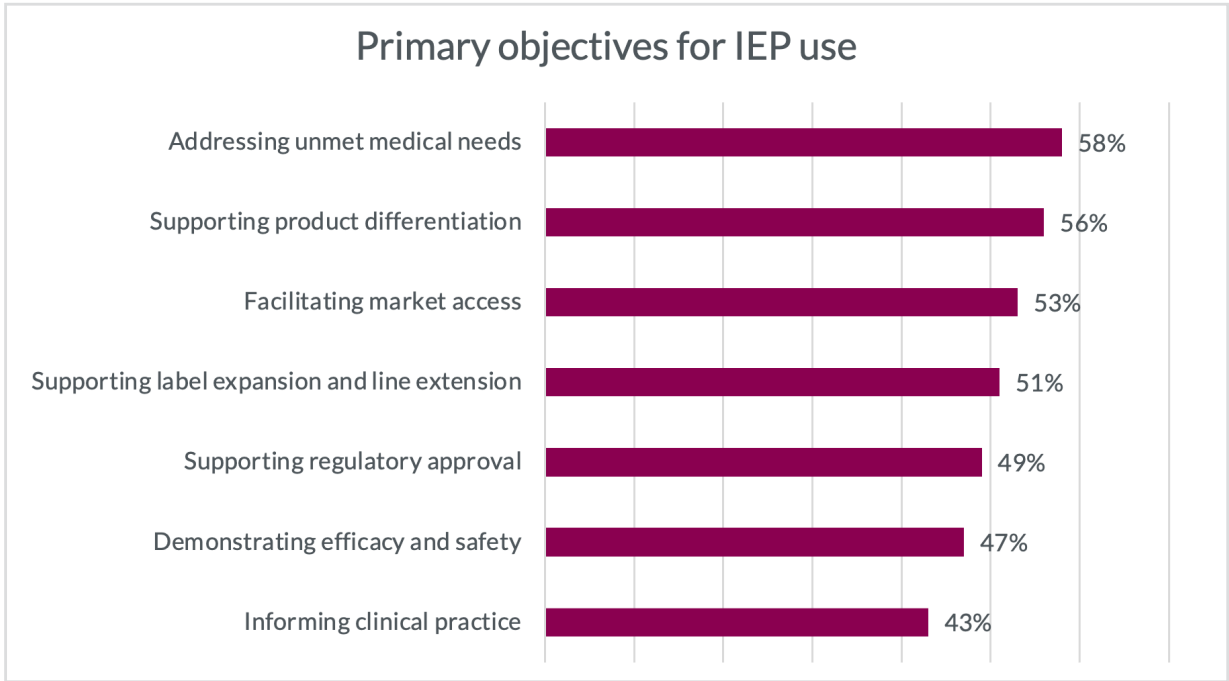 Primary objectives for IEP use
Addressing unmet medical needs 58%
Supporting product differentiation 56%
Facilitating market access 53%
Supporting label expansion and line extension 51%
Supporting regulatory approval 49%
Demonstrating efficacy and safety 47%
Informing clinical practice 43%